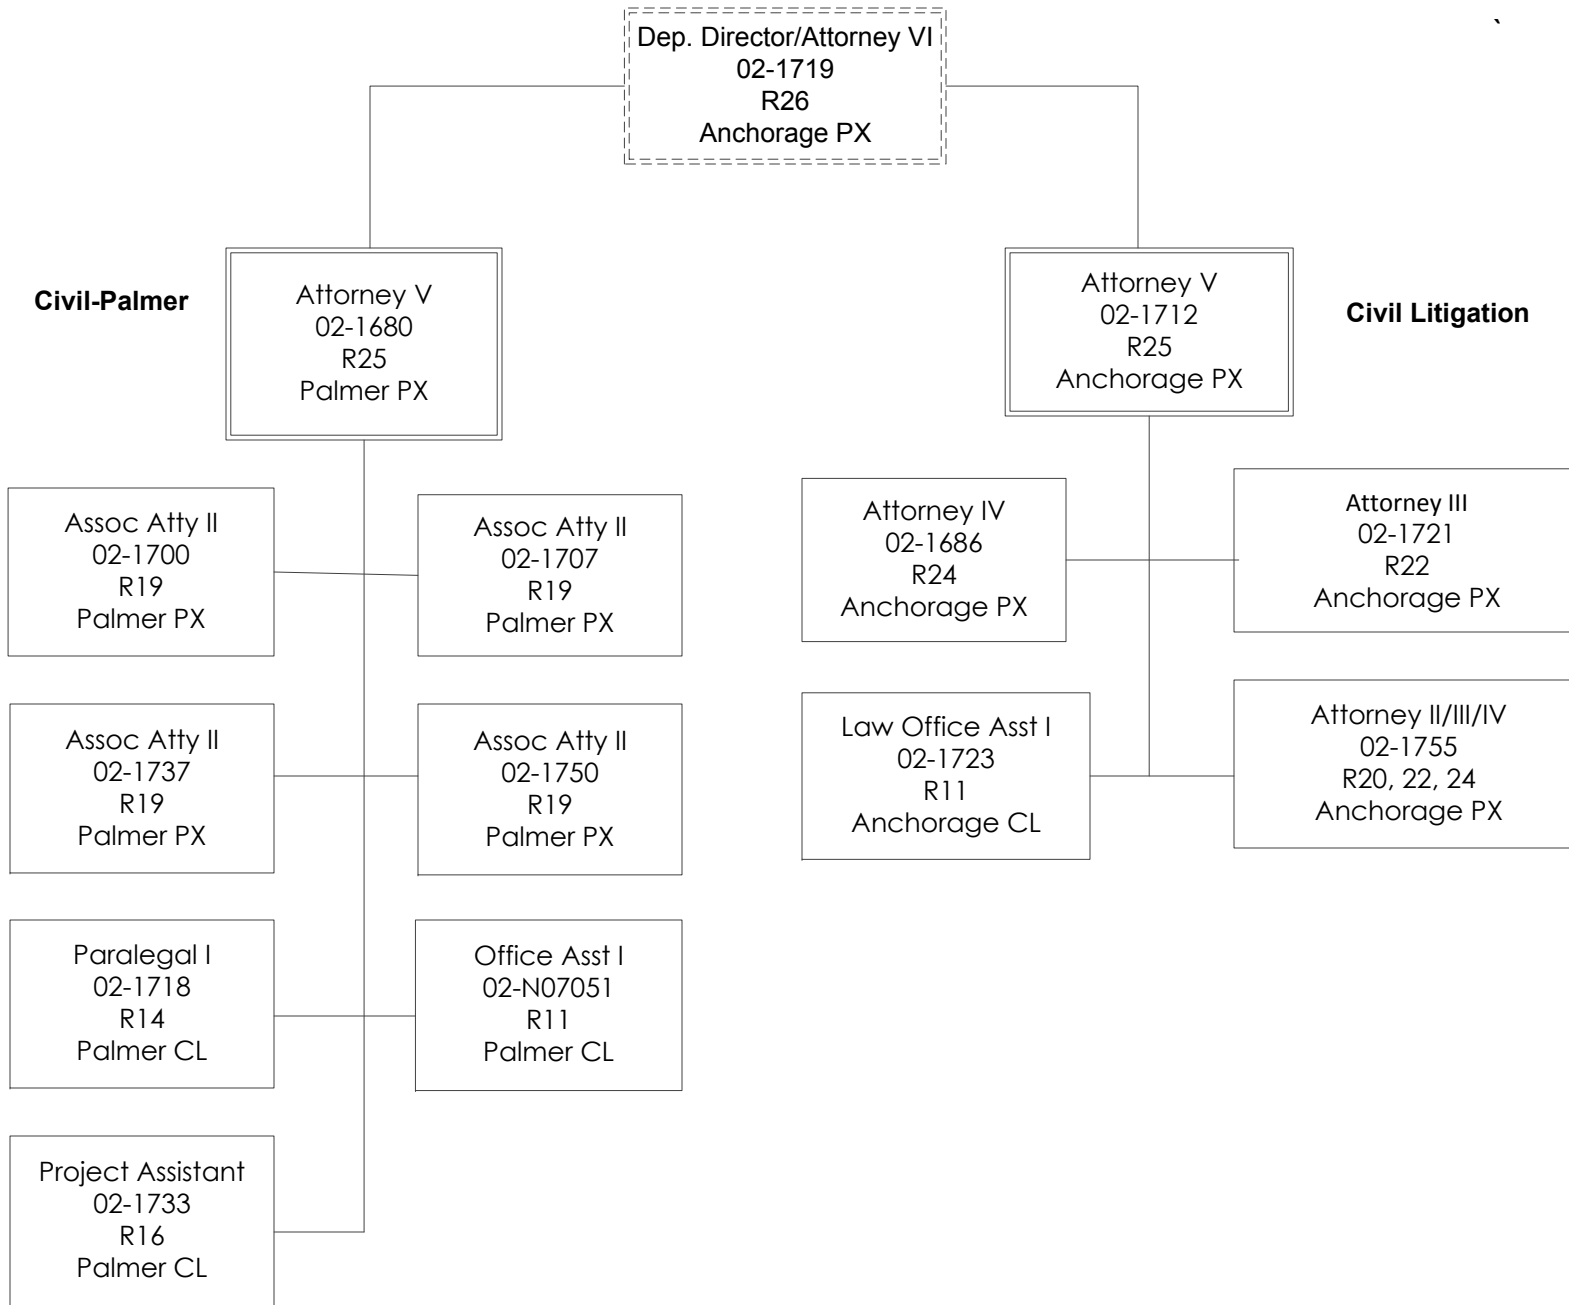 `
Dep. Director/Attorney VI
02-1719
R26
Anchorage PX
Civil-Palmer
Attorney V
02-1680
R25
Palmer PX
Attorney V
02-1712
R25
Anchorage PX
Civil Litigation
Assoc Atty II
02-1700
R19
Palmer PX
Assoc Atty II
02-1707
R19
Palmer PX
Attorney IV
02-1686
R24
Anchorage PX
Attorney III
02-1721
R22
Anchorage PX
Assoc Atty II
02-1737
R19
Palmer PX
Assoc Atty II
02-1750
R19
Palmer PX
Law Office Asst I
02-1723
R11
Anchorage CL
Attorney II/III/IV
02-1755
R20, 22, 24
Anchorage PX
Paralegal I
02-1718
R14
Palmer CL
Office Asst I
02-N07051
R11
Palmer CL
Project Assistant
02-1733
R16
Palmer CL